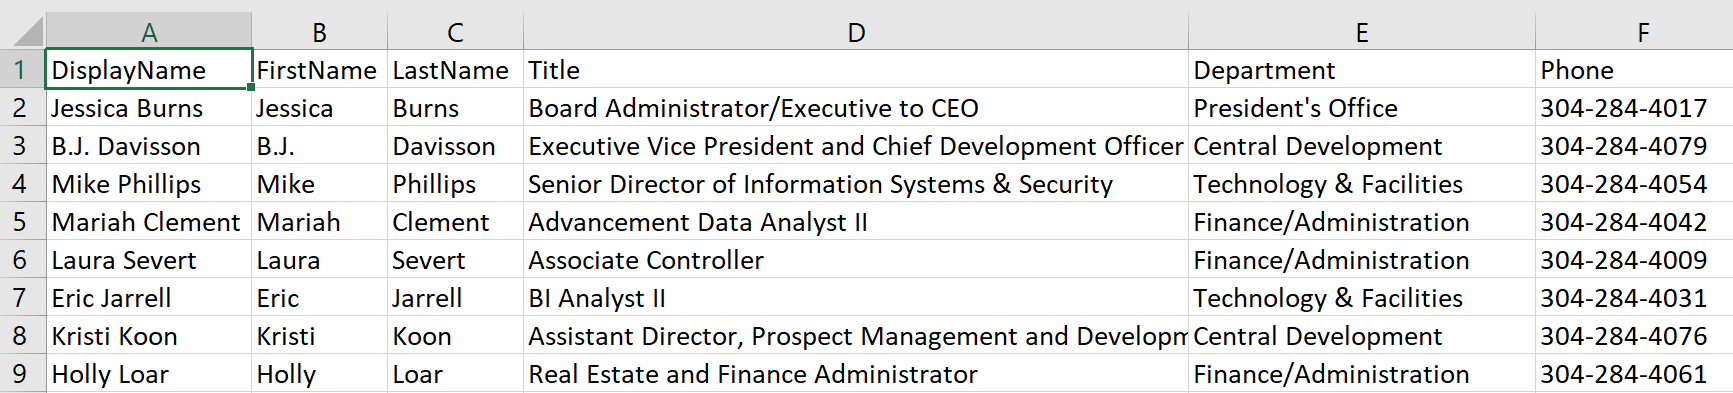 A B C D E F
1 DisplayName FirstName LastName Title Department Phone
2 Jessica Burns Jessica Burns Board Administrator/Executive to CEO President's Office 304-284-4017
3 B.J. Davisson B.J. Davisson Executive Vice President and Chief Development Officer Central Development 304-284-4079
4 Mike Phillips Mike Phillips Senior Director of Information Systems & Security Technology & Facilities 304-284-4054
5 Mariah Clement Mariah Clement Advancement Data Analyst II Finance/Administration 304-284-4042
6 Laura Severt Laura Severt Associate Controller Finance/Administration 304-284-4009
7 Eric Jarrell Eric Jarrell BI Analyst II Technology & Facilities 304-284-4031
8 Kristi Koon Kristi Koon Assistant Director, Prospect Management and Developm Central Development 304-284-4076
9 Holly Loar Holly Loar Real Estate and Finance Administrator Finance/Administration 304-284-4061